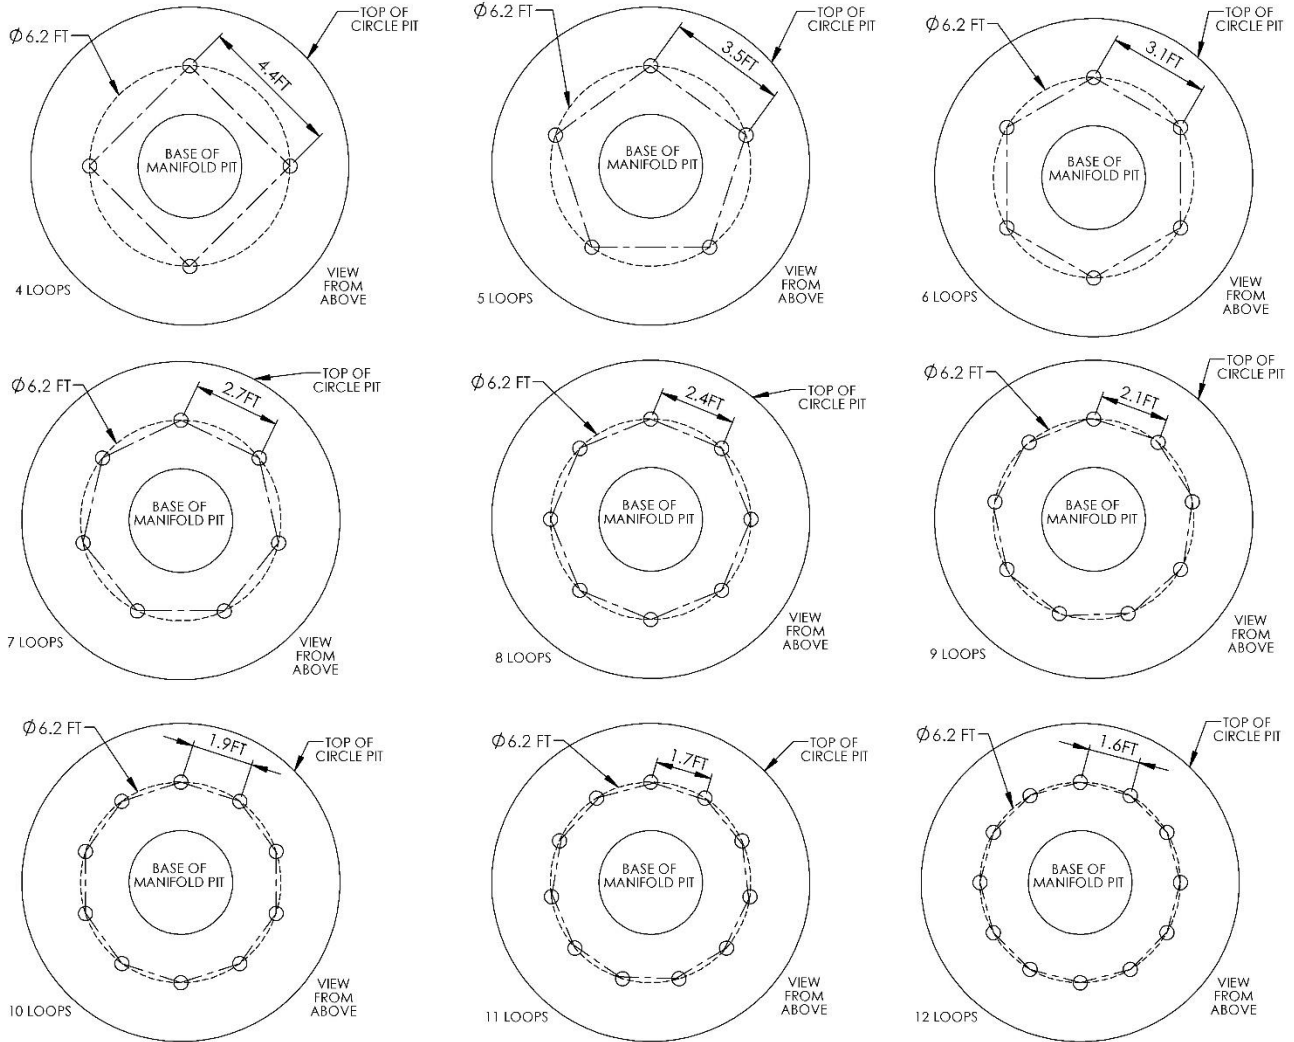 Ø6.2 FT
4.4FT
TOP OF
CIRCLE PIT
BASE OF
MANIFOLD PIT
4 LOOPS
VIEW
FROM
ABOVE
Ø6.2 FT
3.5FT
TOP OF
CIRCLE PIT
BASE OF
MANIFOLD PIT
5 LOOPS
VIEW
FROM
ABOVE
Ø6.2 FT
3.1FT
TOP OF
CIRCLE PIT
BASE OF
MANIFOLD PIT
6 LOOPS
VIEW
FROM
ABOVE
Ø6.2 FT
2.7FT
TOP OF
CIRCLE PIT
BASE OF
MANIFOLD PIT
7 LOOPS
VIEW
FROM
ABOVE
Ø6.2 FT
2.4FT
TOP OF
CIRCLE PIT
BASE OF
MANIFOLD PIT
8 LOOPS
VIEW
FROM
ABOVE
Ø6.2 FT
2.1FT
TOP OF
CIRCLE PIT
BASE OF
MANIFOLD PIT
9 LOOPS
VIEW
FROM
ABOVE
Ø6.2 FT
1.9FT
TOP OF
CIRCLE PIT
BASE OF
MANIFOLD PIT
10 LOOPS
VIEW
FROM
ABOVE
Ø6.2 FT
1.7FT
TOP OF
CIRCLE PIT
BASE OF
MANIFOLD PIT
11 LOOPS
VIEW
FROM
ABOVE
Ø6.2 FT
1.6FT
TOP OF
CIRCLE PIT
BASE OF
MANIFOLD PIT
12 LOOPS
VIEW
FROM
ABOVE